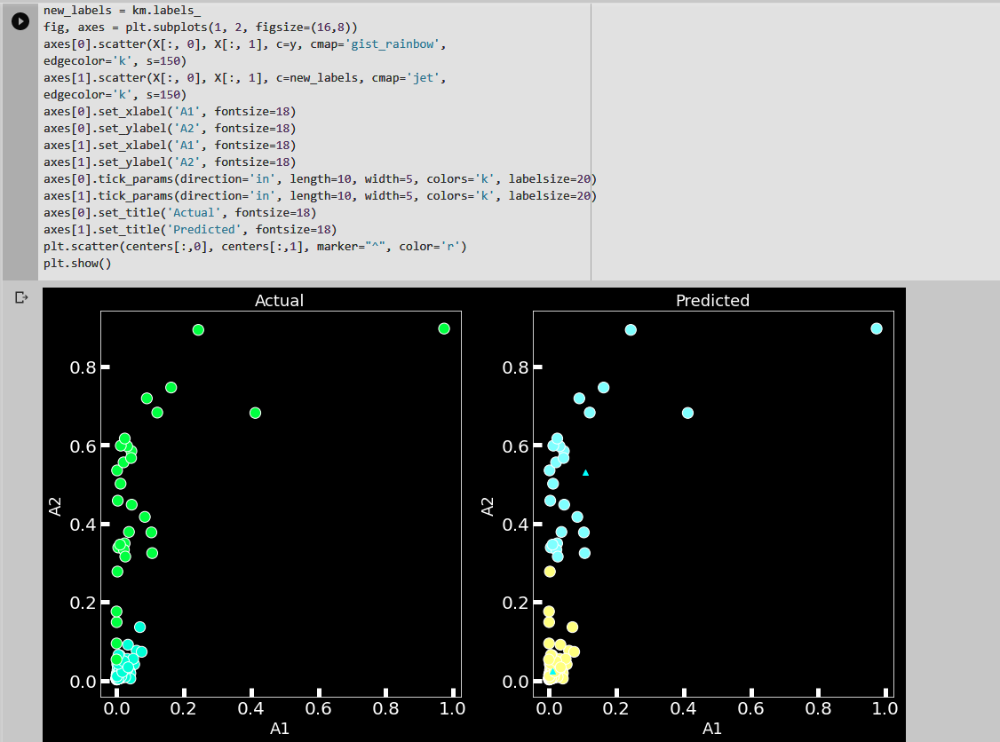 new_labels = km.labels_
fig, axes = plt.subplots(1, 2, figsize=(16,8))
axes[0].scatter(X[:, 0], X[:, 1], c=y, cmap='gist_rainbow',
edgecolor='k', s=150)
axes[1].scatter(X[:, 0], X[:, 1], c=new_labels, cmap='jet',
edgecolor='k', s=150)
axes[0].set_xlabel('A1', fontsize=18)
axes[0].set_ylabel('A2', fontsize=18)
axes[1].set_xlabel('A1', fontsize=18)
axes[1].set_ylabel('A2', fontsize=18)
axes[0].tick_params(direction='in', length=10, width=5, colors='k', labelsize=20)
axes[1].tick_params(direction='in', length=10, width=5, colors='k', labelsize=20)
axes[0].set_title('Actual', fontsize=18)
axes[1].set_title('Predicted', fontsize=18)
plt.scatter(centers[:,0], centers[:,1], marker="^", color='r')
plt.show()
Actual
0.8
0.6
0.4
0.2
0.0
A2
0.0 0.2 0.4 0.6 0.8 1.0
A1
Predicted
0.8
0.6
0.4
0.2
0.0
A2
0.0 0.2 0.4 0.6 0.8 1.0
A1